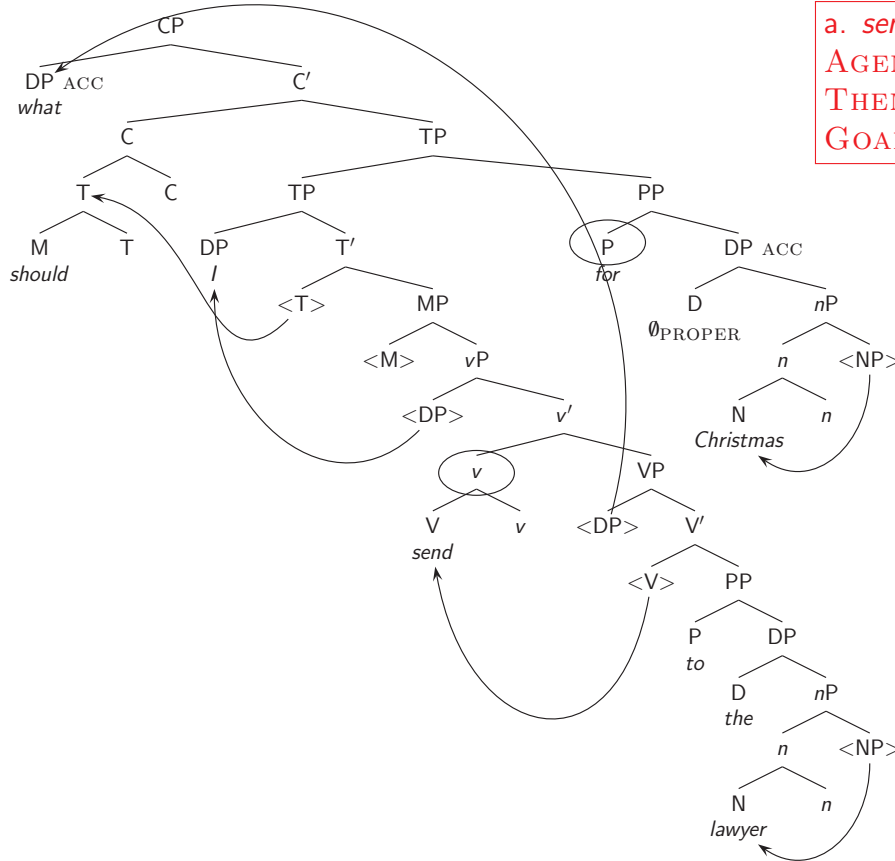 CP
a. sen
DP ACC C′ AGEN
what THEM
C TP GOAL
T C TP PP
M T DP T′ P DP ACC
should I for
<T> MP D nP
∅PROPER
<M> vP n <NP>
<DP> v′ N n
Christmas
v VP
V v <DP> V′
send
<V> PP
P DP
to
D nP
the
n <NP>
N n
lawyer